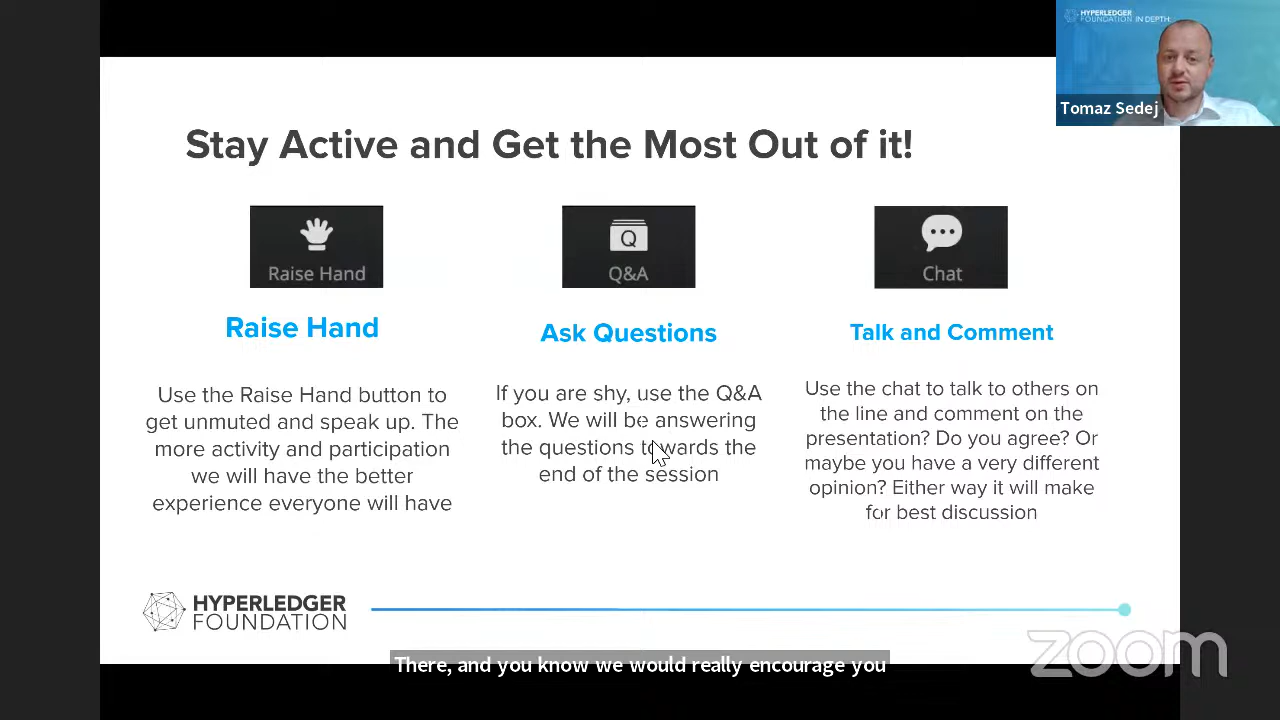 HYPERLEDGER
FOUNDATION IN DEPTH:
Tomaz Sedej
Stay Active and Get the Most Out of it!
Raise Hand
Q
Q&A
Chat
Raise Hand
Ask Questions
Talk and Comment
Use the Raise Hand button to
get unmuted and speak up. The
more activity and participation
we will have the better
experience everyone will have
If you are shy, use the Q&A
box. We will be answering
the questions towards the
end of the session
Use the chat to talk to others on
the line and comment on the
presentation? Do you agree? Or
maybe you have a very different
opinion? Either way it will make
for best discussion
HYPERLEDGER
FOUNDATION
zoom
There, and you know we would really encourage you